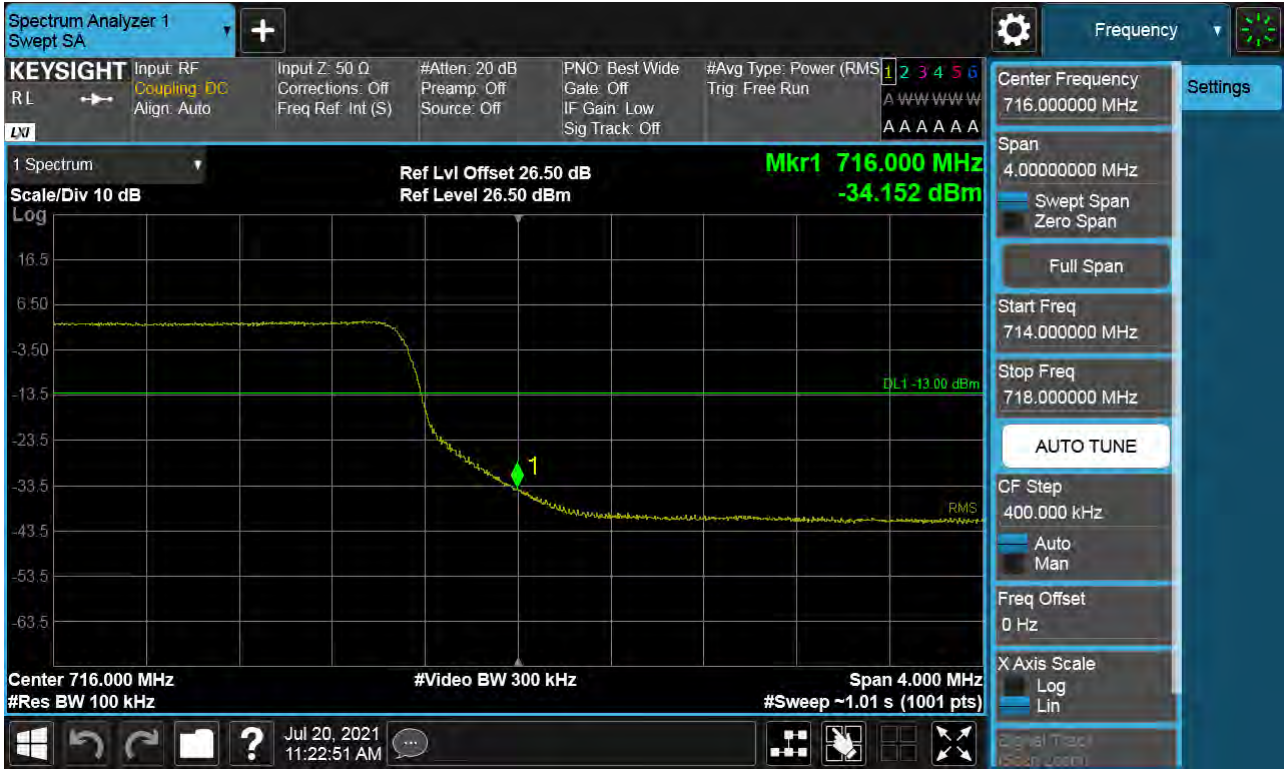 Spectrum Analyzer 1
Swept SA
+
Frequency
KEYSIGHT
R L
LXI
Input: RF
Coupling: DC
Align: Auto
Input Z: 50 Ω
Corrections: Off
Freq Ref: Int (S)
#Atten: 20 dB
Preamp: Off
Source: Off
PNO: Best Wide
Gate: Off
IF Gain: Low
Sig Track: Off
#Avg Type: Power (RMS
Trig: Free Run
1 2 3 4 5 6
A W W W W W
A A A A A A
1 Spectrum
Scale/Div 10 dB
Log
Ref Lvl Offset 26.50 dB
Ref Level 26.50 dBm
Mkr1 716.000 MHz
-34.152 dBm
16.5
6.50
-3.50
-13.5
-23.5
-33.5
-43.5
-53.5
-63.5
DL1 -13.00 dBm
1
RMS
Center 716.000 MHz
#Video BW 300 kHz
Span 4.000 MHz
#Res BW 100 kHz
#Sweep ~1.01 s (1001 pts)
Center Frequency
716.000000 MHz
Settings
Span
4.00000000 MHz
Swept Span
Zero Span
Full Span
Start Freq
714.000000 MHz
Stop Freq
718.000000 MHz
AUTO TUNE
CF Step
400.000 kHz
Auto
Man
Freq Offset
0 Hz
X Axis Scale
Log
Lin
Signal Track
(Span Zoom)
?
Jul 20, 2021
11:22:51 AM